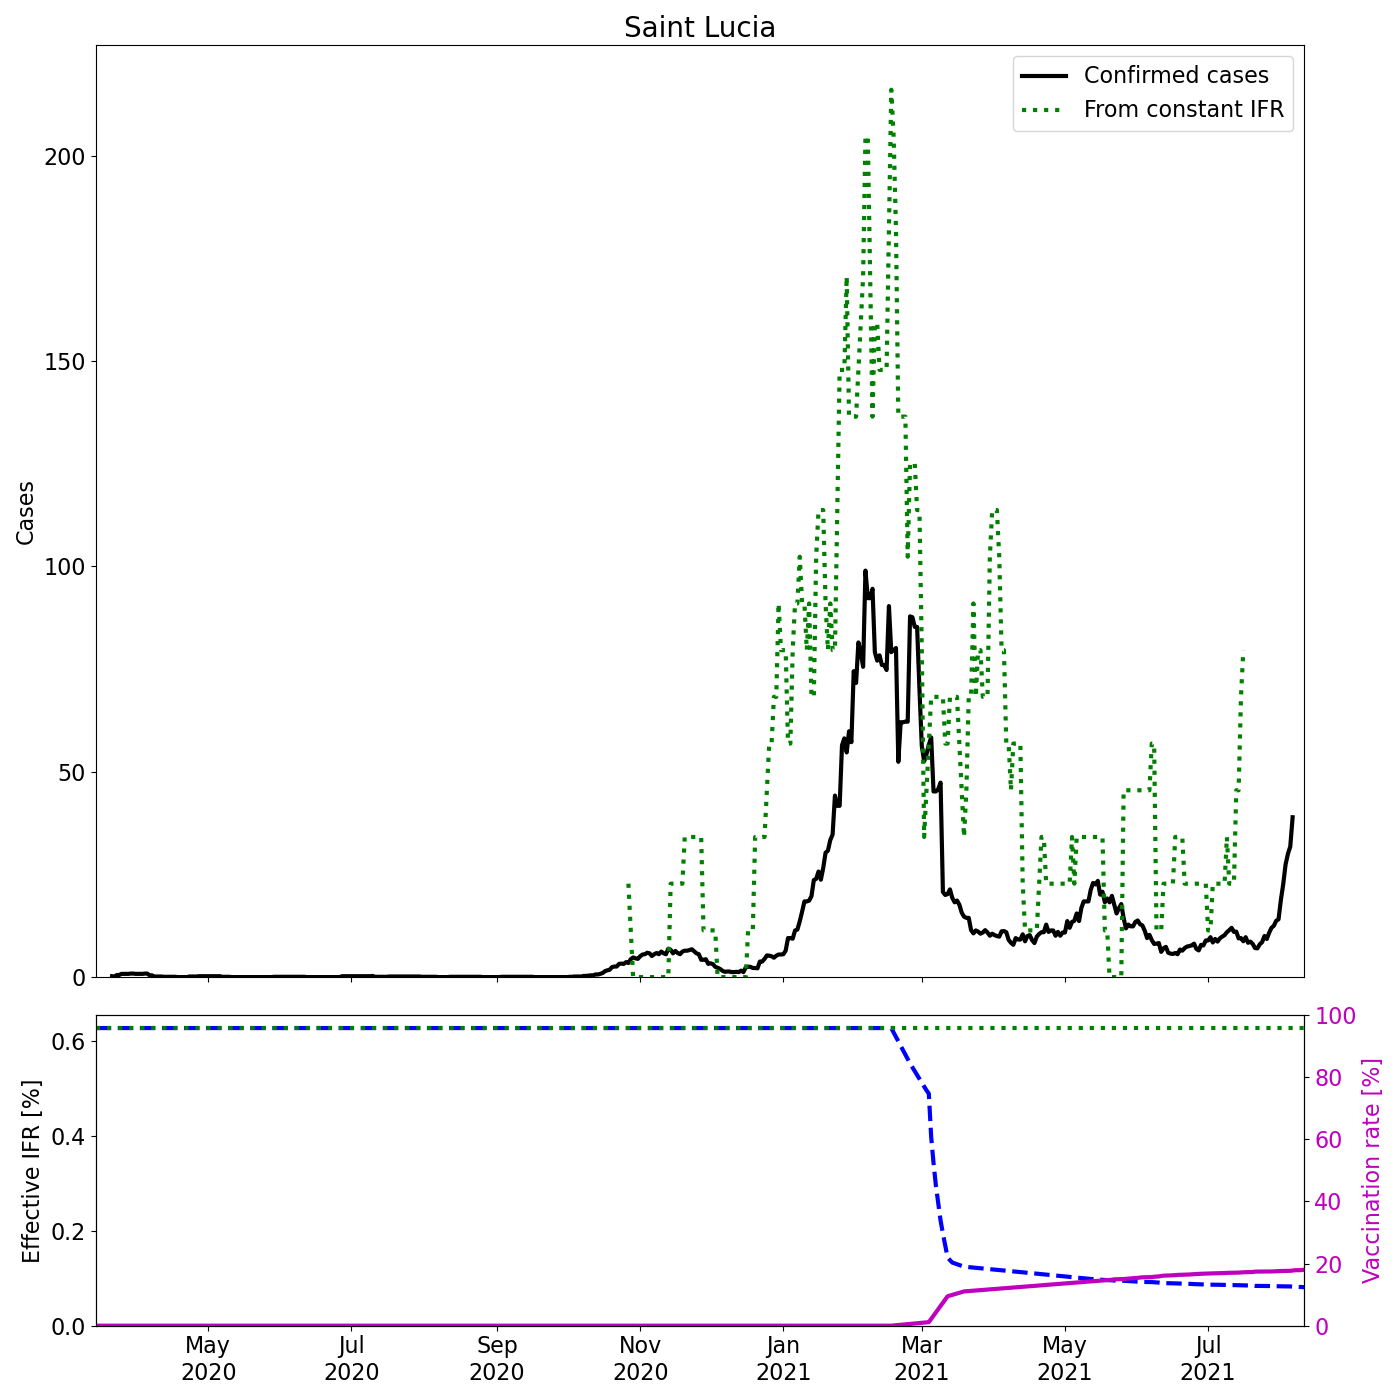 Saint Lucia
Confirmed cases
From constant IFR
Cases
200
150
100
50
0
Effective IFR [%]
0.6
0.4
0.2
0.0
100
80
60
40
20
0
Vaccination rate [%]
May Jul Sep Nov Jan Mar May Jul
2020 2020 2020 2020 2021 2021 2021 2021